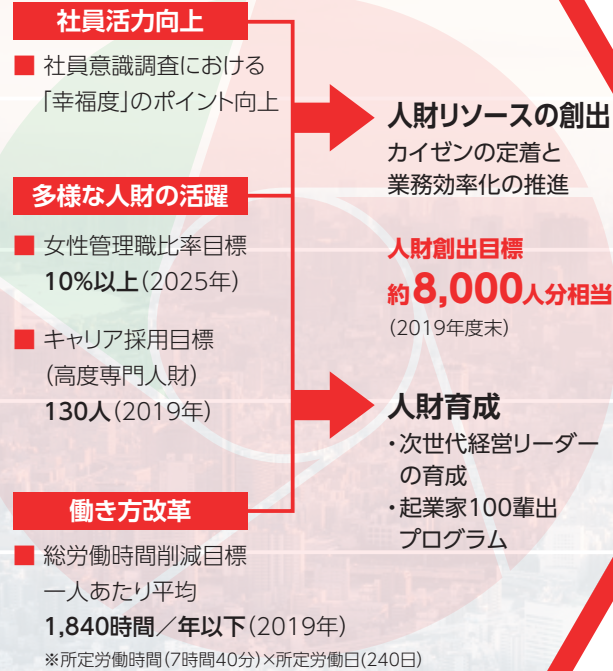 社員活力向上
■ 社員意識調査における
「幸福度」のポイント向上
多様な人財の活躍
■ 女性管理職比率目標
10%以上（2025年）
■ キャリア採用目標
（高度専門人財）
130人（2019年）
働き方改革
■ 総労働時間削減目標
一人あたり平均
1,840時間／年以下（2019年）
※所定労働時間（7時間40分）×所定労働日(240日)
人財リソースの創出
カイゼンの定着と
業務効率化の推進
人財創出目標
約8,000人分相当
（2019年度末）
人財育成
・次世代経営リーダー
の育成
・起業家100輩出
プログラム